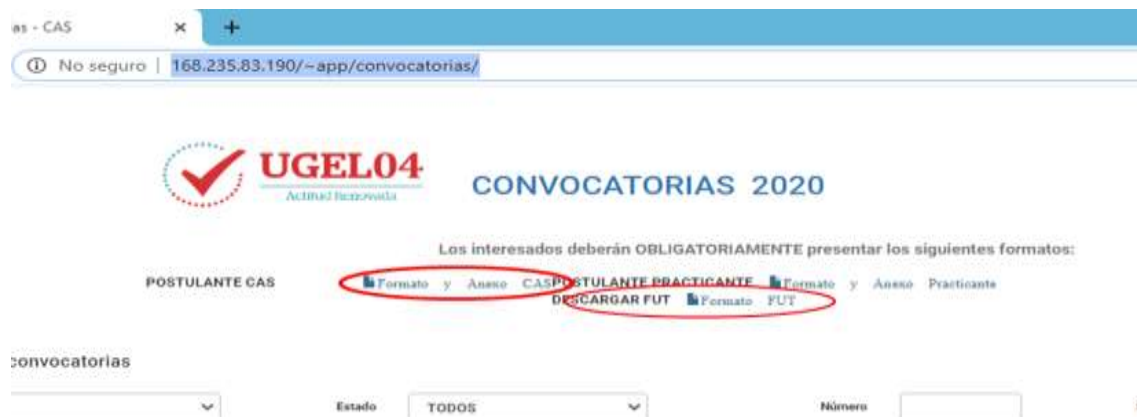 as - CAS
No seguro | 168.235.83.190/~app/convocatorias/
UGEL04
Actitud Renovada
CONVOCATORIAS 2020
Los interesados deberán OBLIGATORIAMENTE presentar los siguientes formatos:
POSTULANTE CAS Formato y Anexo CAS POSTULANTE PRACTICANTE Formato y Anexo Practicante
DESCARGAR FUT Formato FUT
convocatorias
Estado TODOS Número